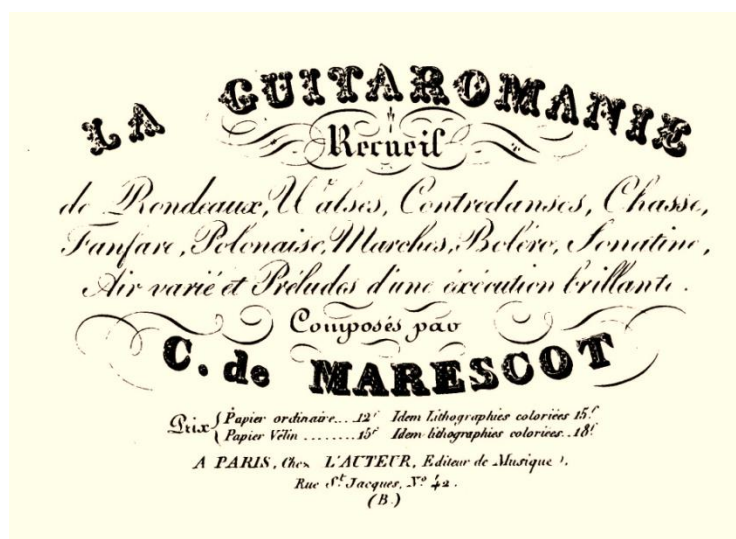 LA GUITAROMANIE
Recueil
de Rondeaux, Walses, Contredanses, Chasse,
Fanfare, Polonaise, Marches, Boléro, Sonatine,
Air varié et Préludes d'une éxécution brillante.
Composés par
C. de MARESCOT
Prix { Papier ordinaire....12f Idem Lithographies coloriées 15f
Papier Vélin ........15f Idem lithographies coloriées..18f
A PARIS, Chez L'AUTEUR, Editeur de Musique,
Rue St. Jacques, No. 42.
(B.)